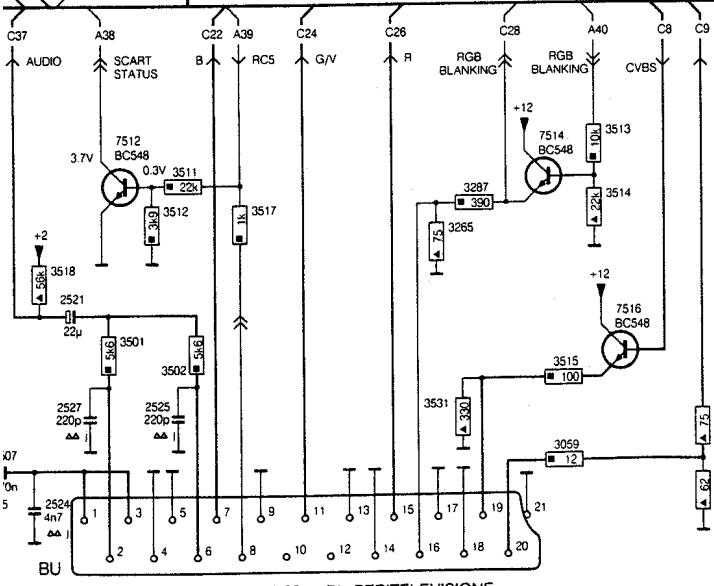 C37 A38 C22 A39 C24 C26 C28 A40 C8 C9
AUDIO SCART B RC5 G/V R RGB RGB CVBS
STATUS BLANKING BLANKING
+12
7512 7514 3513
BC548 BC548 10k
3.7V 0.3V 3511
22k 3287 22k 3514
3512 3k9 3517 1k 390
75 3265
+2
56k 3518 +12
2521 7516
22µ BC548
5k6 3501 5k6 3515
3502 100
2527 2525 3531 330
220p 220p 75
3059
12
507
70n 62
5 2524
4n7
1 3 5 7 9 11 13 15 17 19 21
2 4 6 8 10 12 14 16 18 20
BU